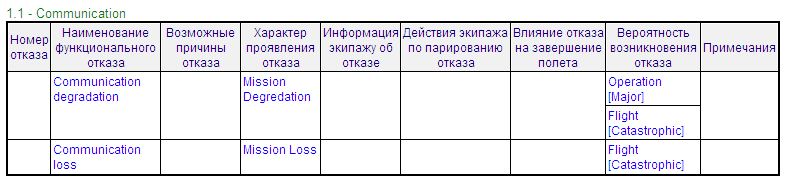 1.1 - Communication
Номер отказа
Наименование функционального отказа
Возможные причины отказа
Характер проявления отказа
Информация экипажу об отказе
Действия экипажа по парированию отказа
Влияние отказа на завершение полета
Вероятность возникновения отказа
Примечания
Communication degradation
Mission Degredation
Operation [Major]
Flight [Catastrophic]
Communication loss
Mission Loss
Flight [Catastrophic]